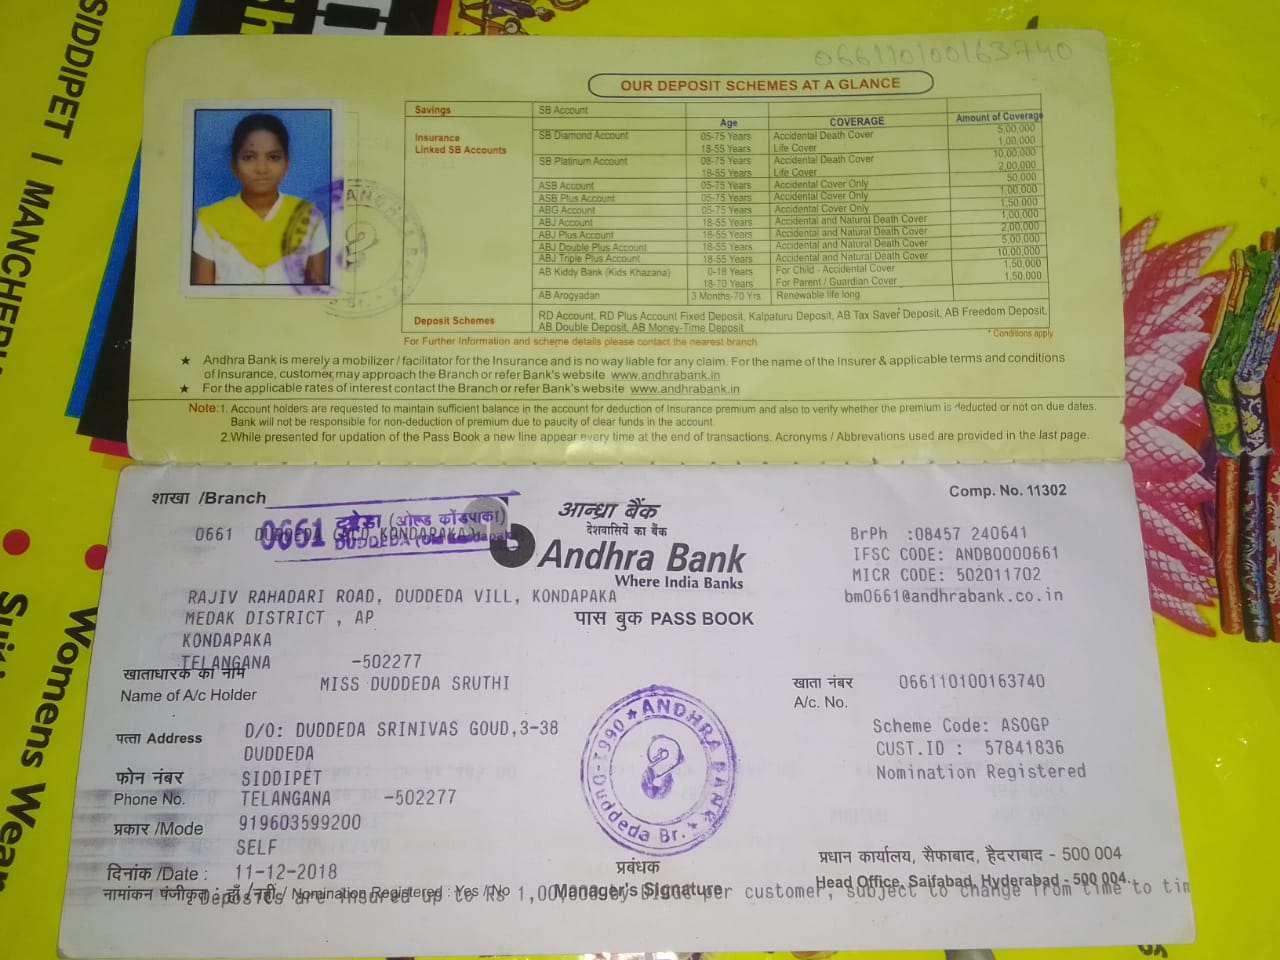 SIDDIPET | MANCHERI
Womens Wear
066110100163740
OUR DEPOSIT SCHEMES AT A GLANCE
Savings SB Account
Age COVERAGE Amount of Coverage
Insurance Linked SB Accounts
SB Diamond Account 05-75 Years Accidental Death Cover 5,00,000
18-55 Years Life Cover 1,00,000
SB Platinum Account 08-75 Years Accidental Death Cover 10,00,000
18-55 Years Life Cover 2,00,000
ASB Account 05-75 Years Accidental Cover Only 50,000
ASB Plus Account 05-75 Years Accidental Cover Only 1,00,000
ABG Account 05-75 Years Accidental Cover Only 1,50,000
ABJ Account 18-55 Years Accidental and Natural Death Cover 1,00,000
ABJ Plus Account 18-55 Years Accidental and Natural Death Cover 2,00,000
ABJ Double Plus Account 18-55 Years Accidental and Natural Death Cover 5,00,000
ABJ Triple Plus Account 18-55 Years Accidental and Natural Death Cover 10,00,000
AB Kiddy Bank (Kids Khazana) 0-18 Years For Child - Accidental Cover 1,50,000
18-70 Years For Parent / Guardian Cover 1,50,000
AB Arogyadan 3 Months-70 Yrs Renewable life long
Deposit Schemes RD Account, RD Plus Account Fixed Deposit, Kalpaturu Deposit, AB Tax Saver* Deposit, AB Freedom Deposit,
AB Double Deposit, AB Money-Time Deposit
* Conditions apply
For Further Information and scheme details please contact the nearest branch
★ Andhra Bank is merely a mobilizer / facilitator for the Insurance and is no way liable for any claim. For the name of the Insurer & applicable terms and conditions
of Insurance, customer may approach the Branch or refer Bank's website www.andhrabank.in
★ For the applicable rates of interest contact the Branch or refer Bank's website www.andhrabank.in
Note:1. Account holders are requested to maintain sufficient balance in the account for deduction of Insurance premium and also to verify whether the premium is deducted or not on due dates.
Bank will not be responsible for non-deduction of premium due to paucity of clear funds in the account.
2.While presented for updation of the Pass Book a new line appear every time at the end of transactions. Acronyms / Abbrevations used are provided in the last page.
शाखा /Branch
Comp. No. 11302
0661 DUDDEDA (OLD KONDAPAKA)
0661 दुद्देडा (ओल्ड कोंडपाका)
DUDDEDA (Old Kondapaka)
आन्ध्रा बैंक
देशवासियें का बैंक
Andhra Bank
Where India Banks
पास बुक PASS BOOK
BrPh :08457 240641
IFSC CODE: ANDB0000661
MICR CODE: 502011702
bm0661@andhrabank.co.in
RAJIV RAHADARI ROAD, DUDDEDA VILL, KONDAPAKA
MEDAK DISTRICT , AP
KONDAPAKA
TELANGANA -502277
खाताधारक का नाम
Name of A/c Holder MISS DUDDEDA SRUTHI
खाता नंबर 066110100163740
A/c. No.
पत्ता Address D/O: DUDDEDA SRINIVAS GOUD,3-38
DUDDEDA
SIDDIPET
TELANGANA -502277
Scheme Code: ASOGP
CUST.ID : 57841836
Nomination Registered
फोन नंबर
Phone No. 919603599200
प्रकार /Mode SELF
दिनांक /Date : 11-12-2018
ANDHRA BANK
Duddeda Br.
प्रबंधक
Manager's Signature
प्रधान कार्यालय, सैफाबाद, हैदराबाद - 500 004
Head Office, Saifabad, Hyderabad - 500 004.
नामांकन पंजीकृत : हाँ /नहीं / Nomination Registered : Yes / No
Deposits are insured up to Rs 1,00,000 by DICGC per customer, subject to change from time to tim